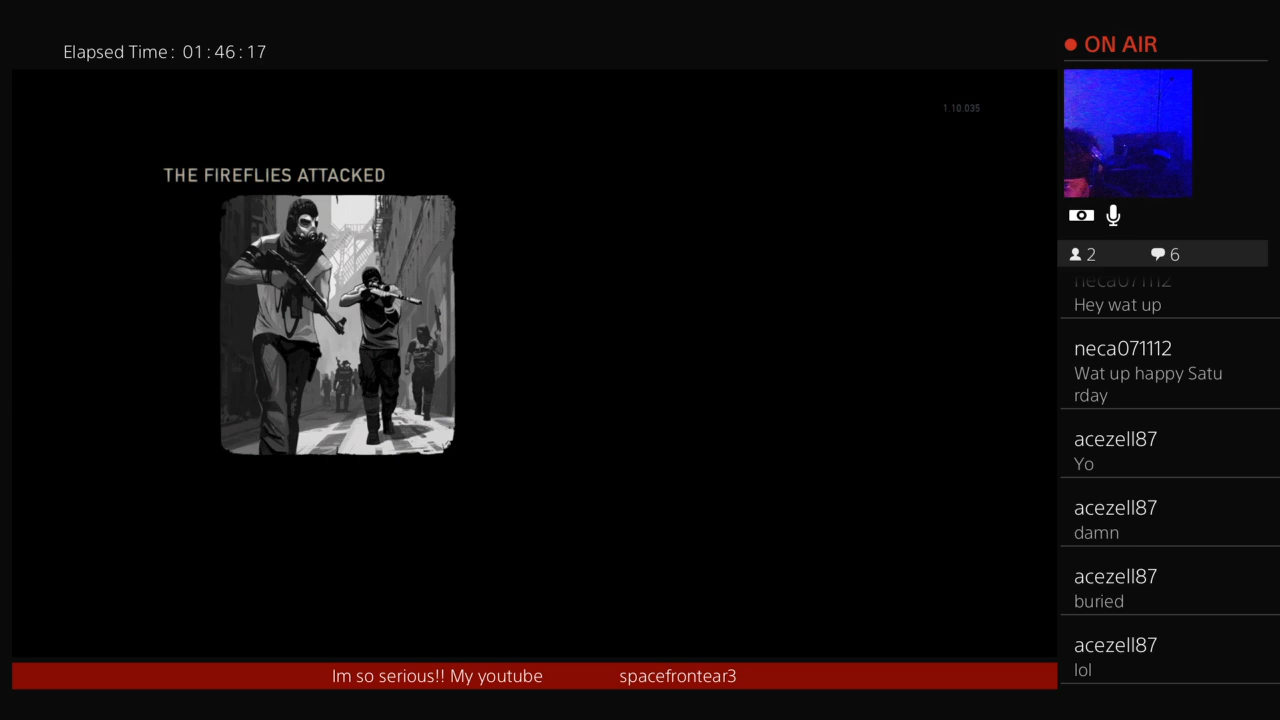 Elapsed Time: 01:46:17
ON AIR
1.10.035
THE FIREFLIES ATTACKED
2
6
neca071112
Hey wat up
neca071112
Wat up happy Satu
rday
acezell87
Yo
acezell87
damn
acezell87
buried
acezell87
lol
Im so serious!! My youtube spacefrontear3